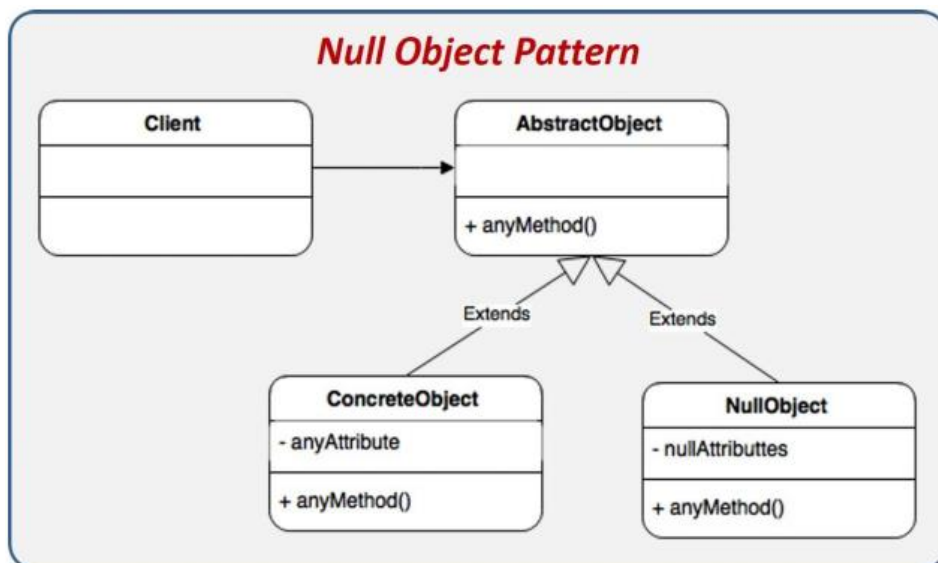 Null Object Pattern
Client
AbstractObject
+ anyMethod()
Extends
Extends
ConcreteObject
- anyAttribute
+ anyMethod()
NullObject
- nullAttributtes
+ anyMethod()